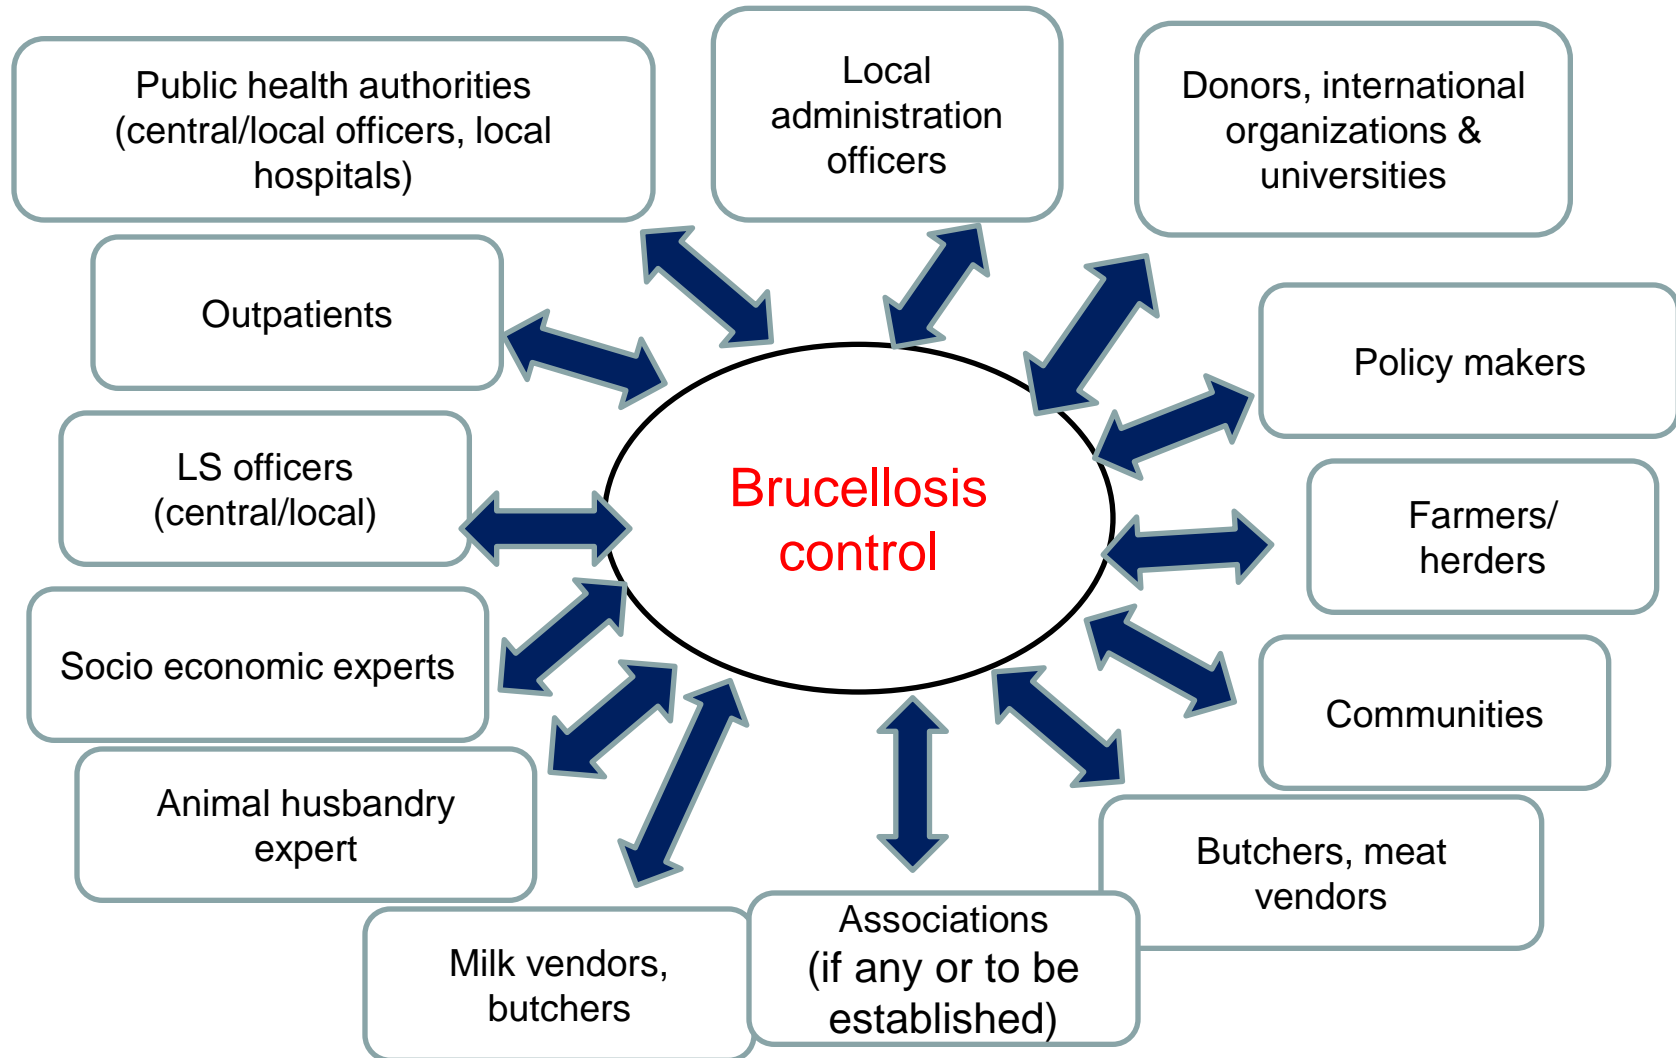 Public health authorities
(central/local officers, local
hospitals)
Local
administration
officers
Donors, international
organizations &
universities
Outpatients
Policy makers
LS officers
(central/local)
Brucellosis
control
Farmers/
herders
Socio economic experts
Communities
Animal husbandry
expert
Butchers, meat
vendors
Milk vendors,
butchers
Associations
(if any or to be
established)